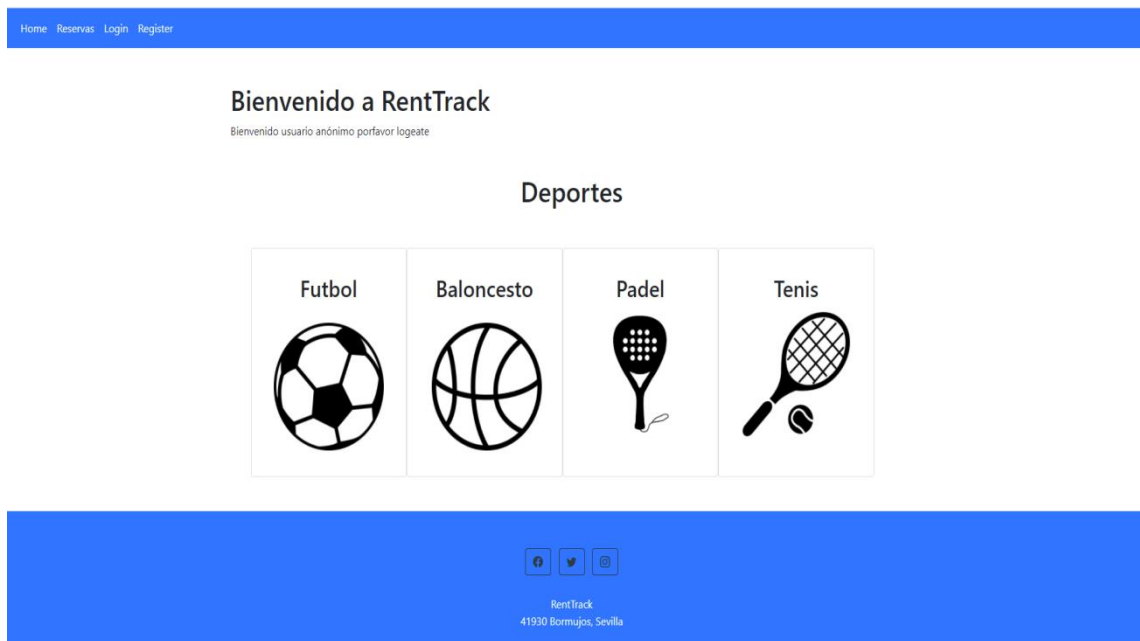 Home Reservas Login Register
Bienvenido a RentTrack
Bienvenido usuario anónimo porfavor logeate
Deportes
Futbol Baloncesto Padel Tenis
RentTrack
41930 Bormujos, Sevilla